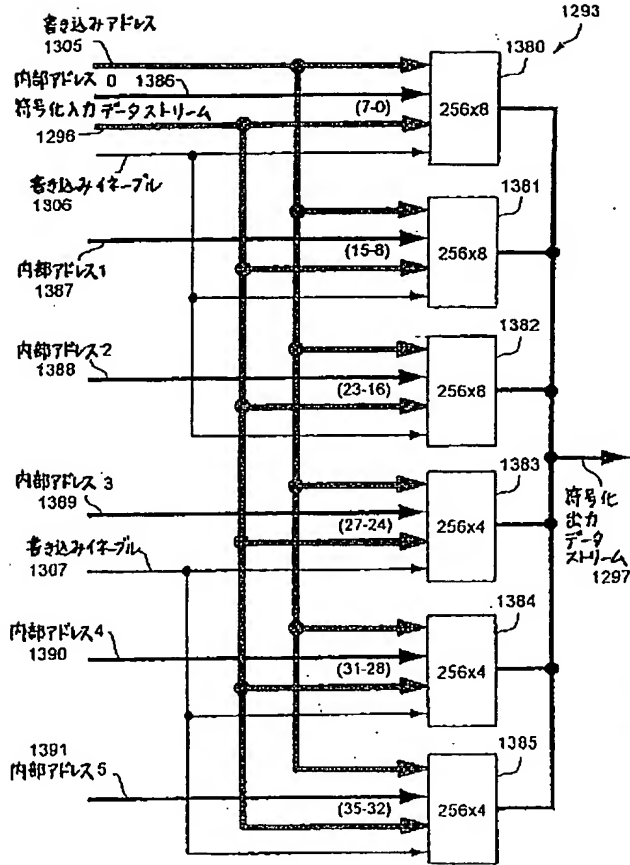 書き込みアドレス
1305
1380
1293
内部アドレス 0 1386
(7-0)
256x8
符号化入力データストリーム
1296
書き込みイネーブル
1306
1381
(15-8)
256x8
内部アドレス1
1387
1382
内部アドレス2
1388
(23-16)
256x8
1383
内部アドレス3
1389
(27-24)
256x4
符号化
出力
データ
ストリーム
1297
書き込みイネーブル
1307
1384
内部アドレス4
1390
(31-28)
256x4
1385
1391
内部アドレス5
(35-32)
256x4